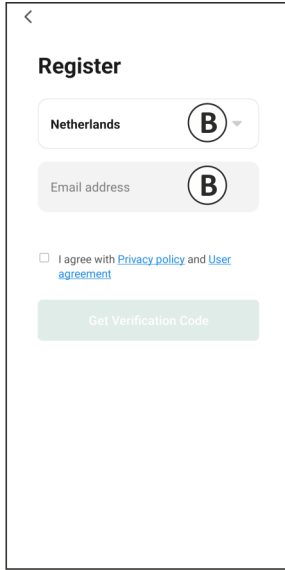 Register
Netherlands B
Email address B
I agree with Privacy policy and User
agreement
Get Verification Code